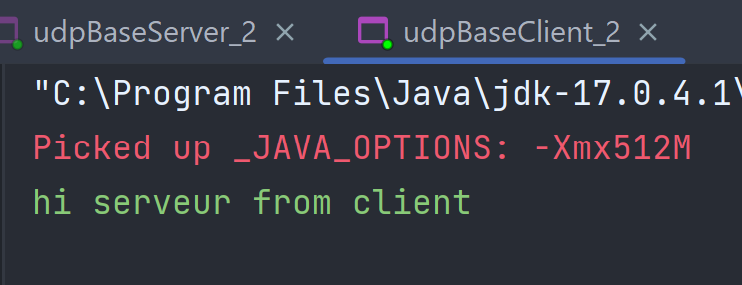 udpBaseServer_2 × udpBaseClient_2 ×
"C:\Program Files\Java\jdk-17.0.4.1\
Picked up _JAVA_OPTIONS: -Xmx512M
hi serveur from client